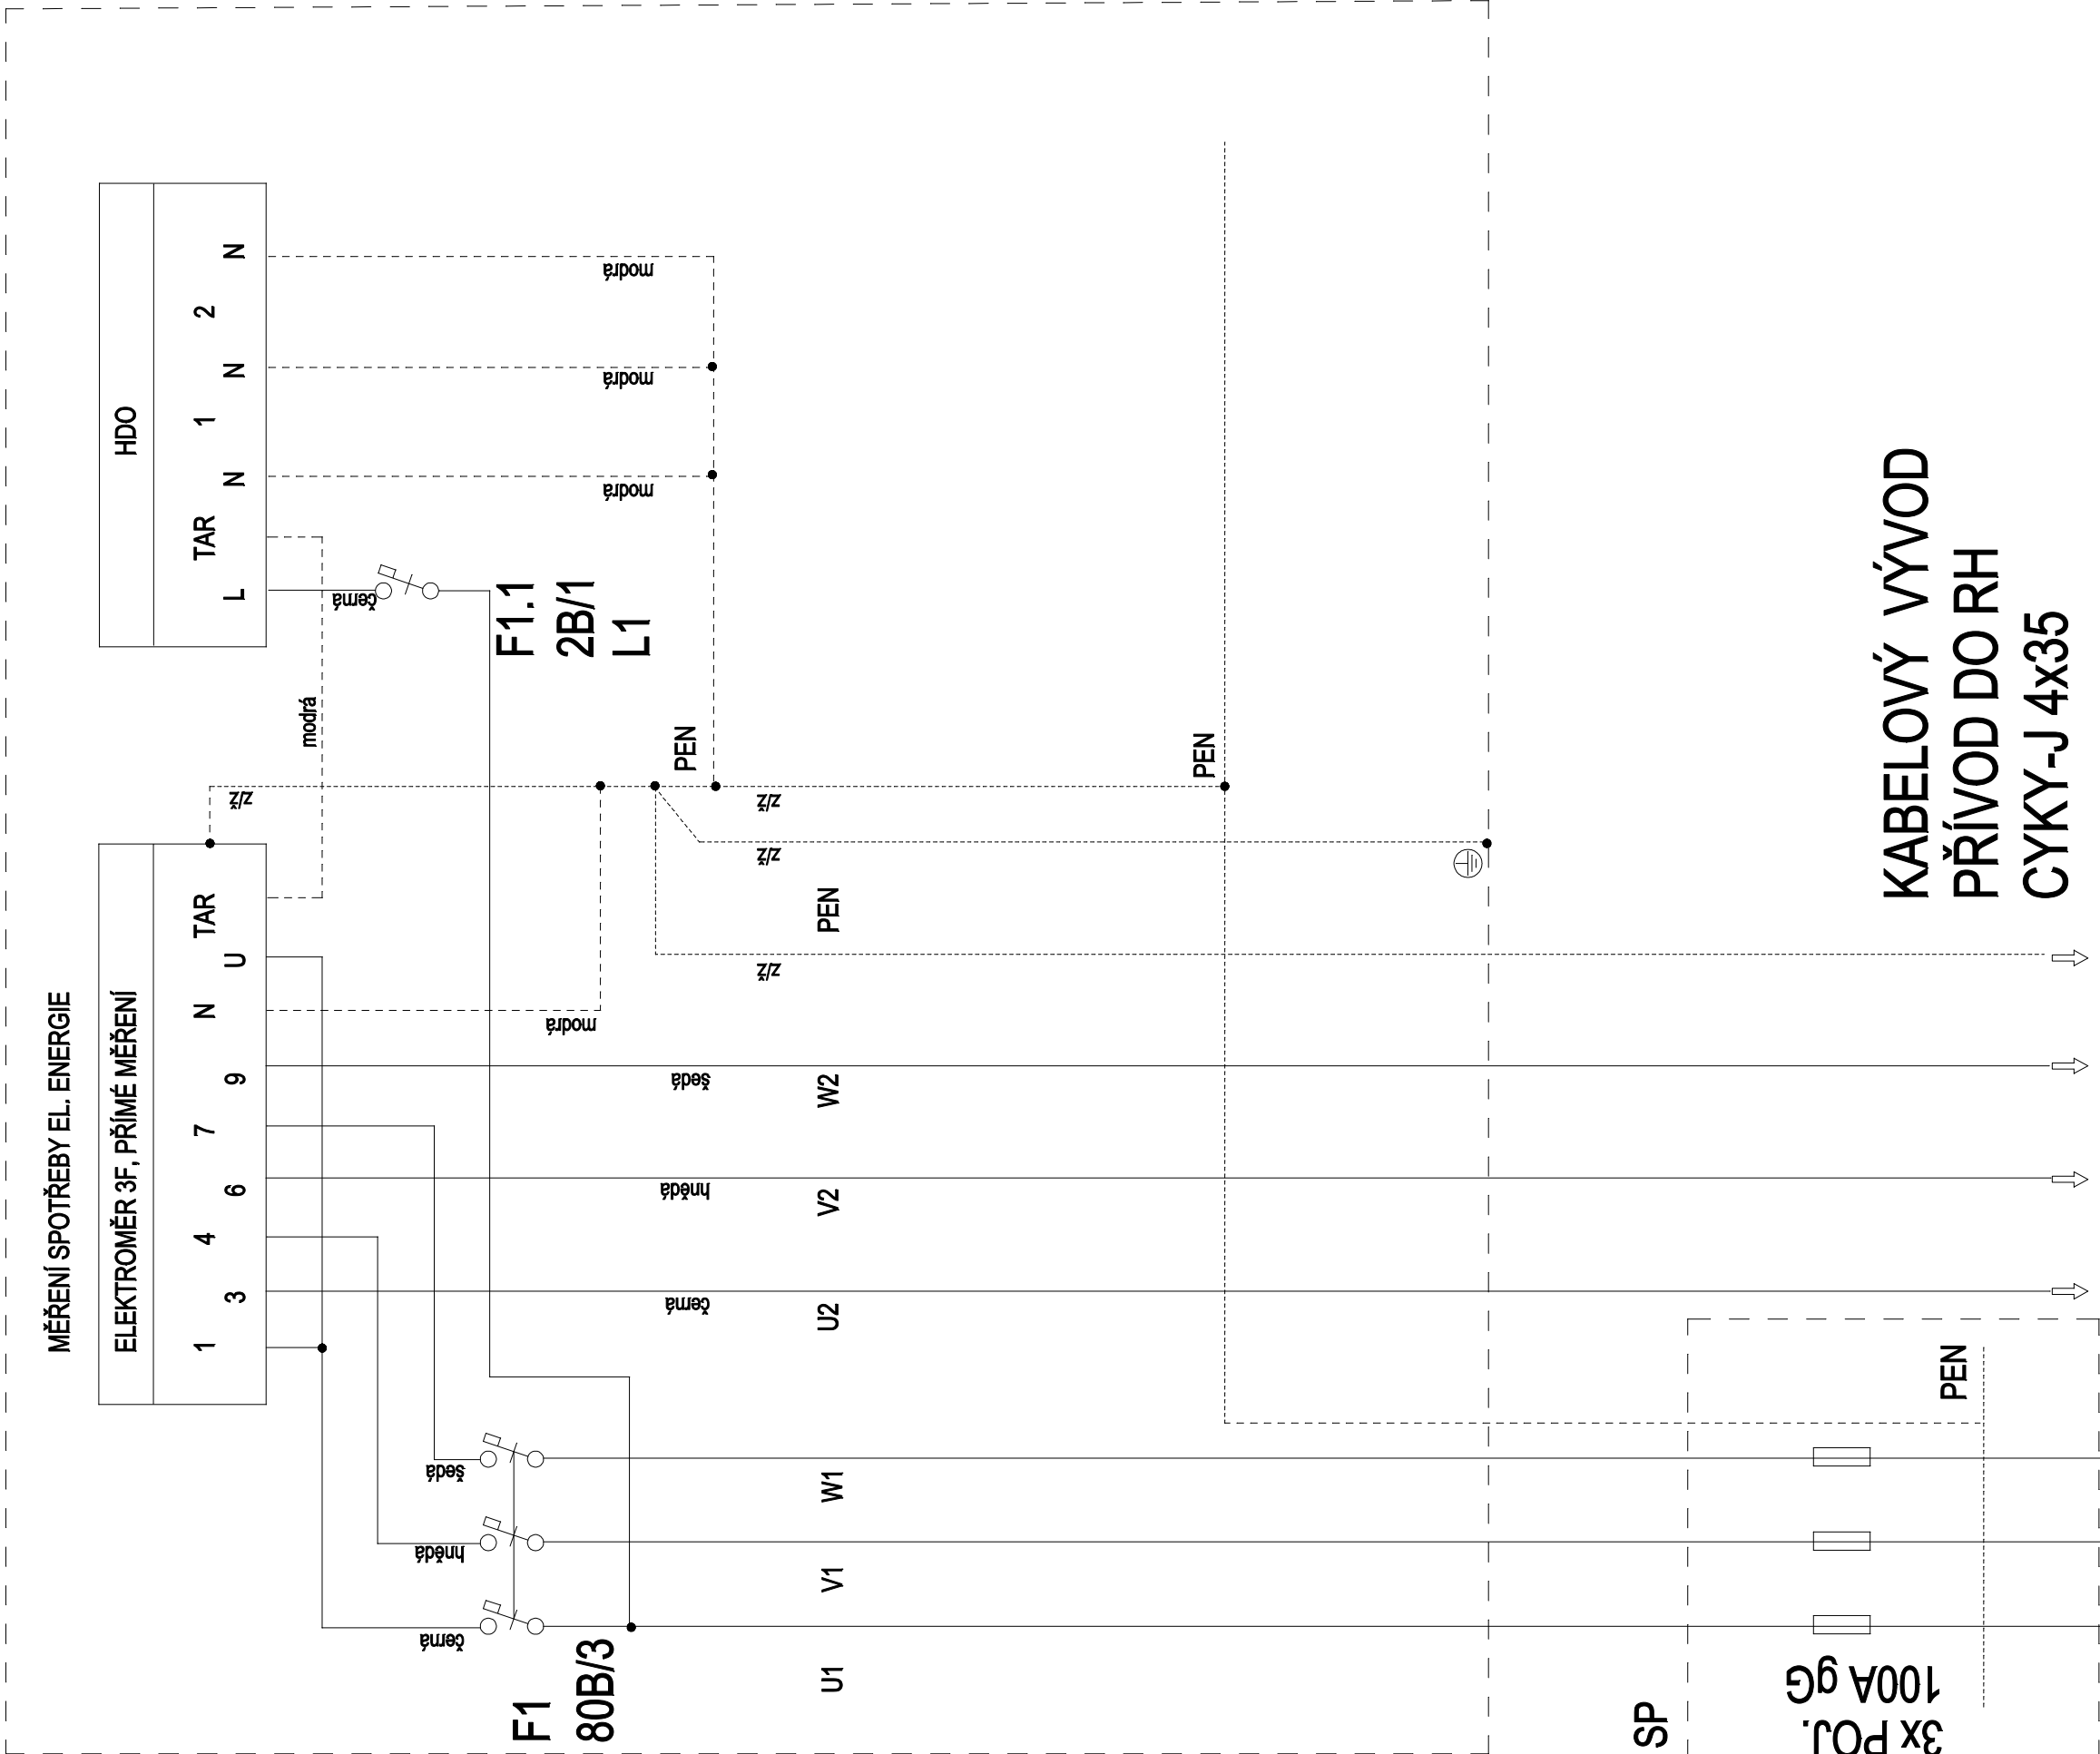 MĚŘENÍ SPOTŘEBY EL. ENERGIE
ELEKTROMĚR 3F, PŘÍMÉ MĚŘENÍ
1
3
4
6
7
9
N
U
TAR
HDO
L
TAR
N
1
N
2
N
z/ž
modrá
černá
modrá
modrá
modrá
F1.1
2B/1
L1
PEN
PEN
z/ž
z/ž
z/ž
PEN
modrá
šedá
W2
hnědá
V2
černá
U2
šedá
hnědá
černá
F1
80B/3
W1
V1
U1
KABELOVÝ VÝVOD
PŘÍVOD DO RH
CYKY-J 4x35
PEN
SP
3x POJ.
100A gG